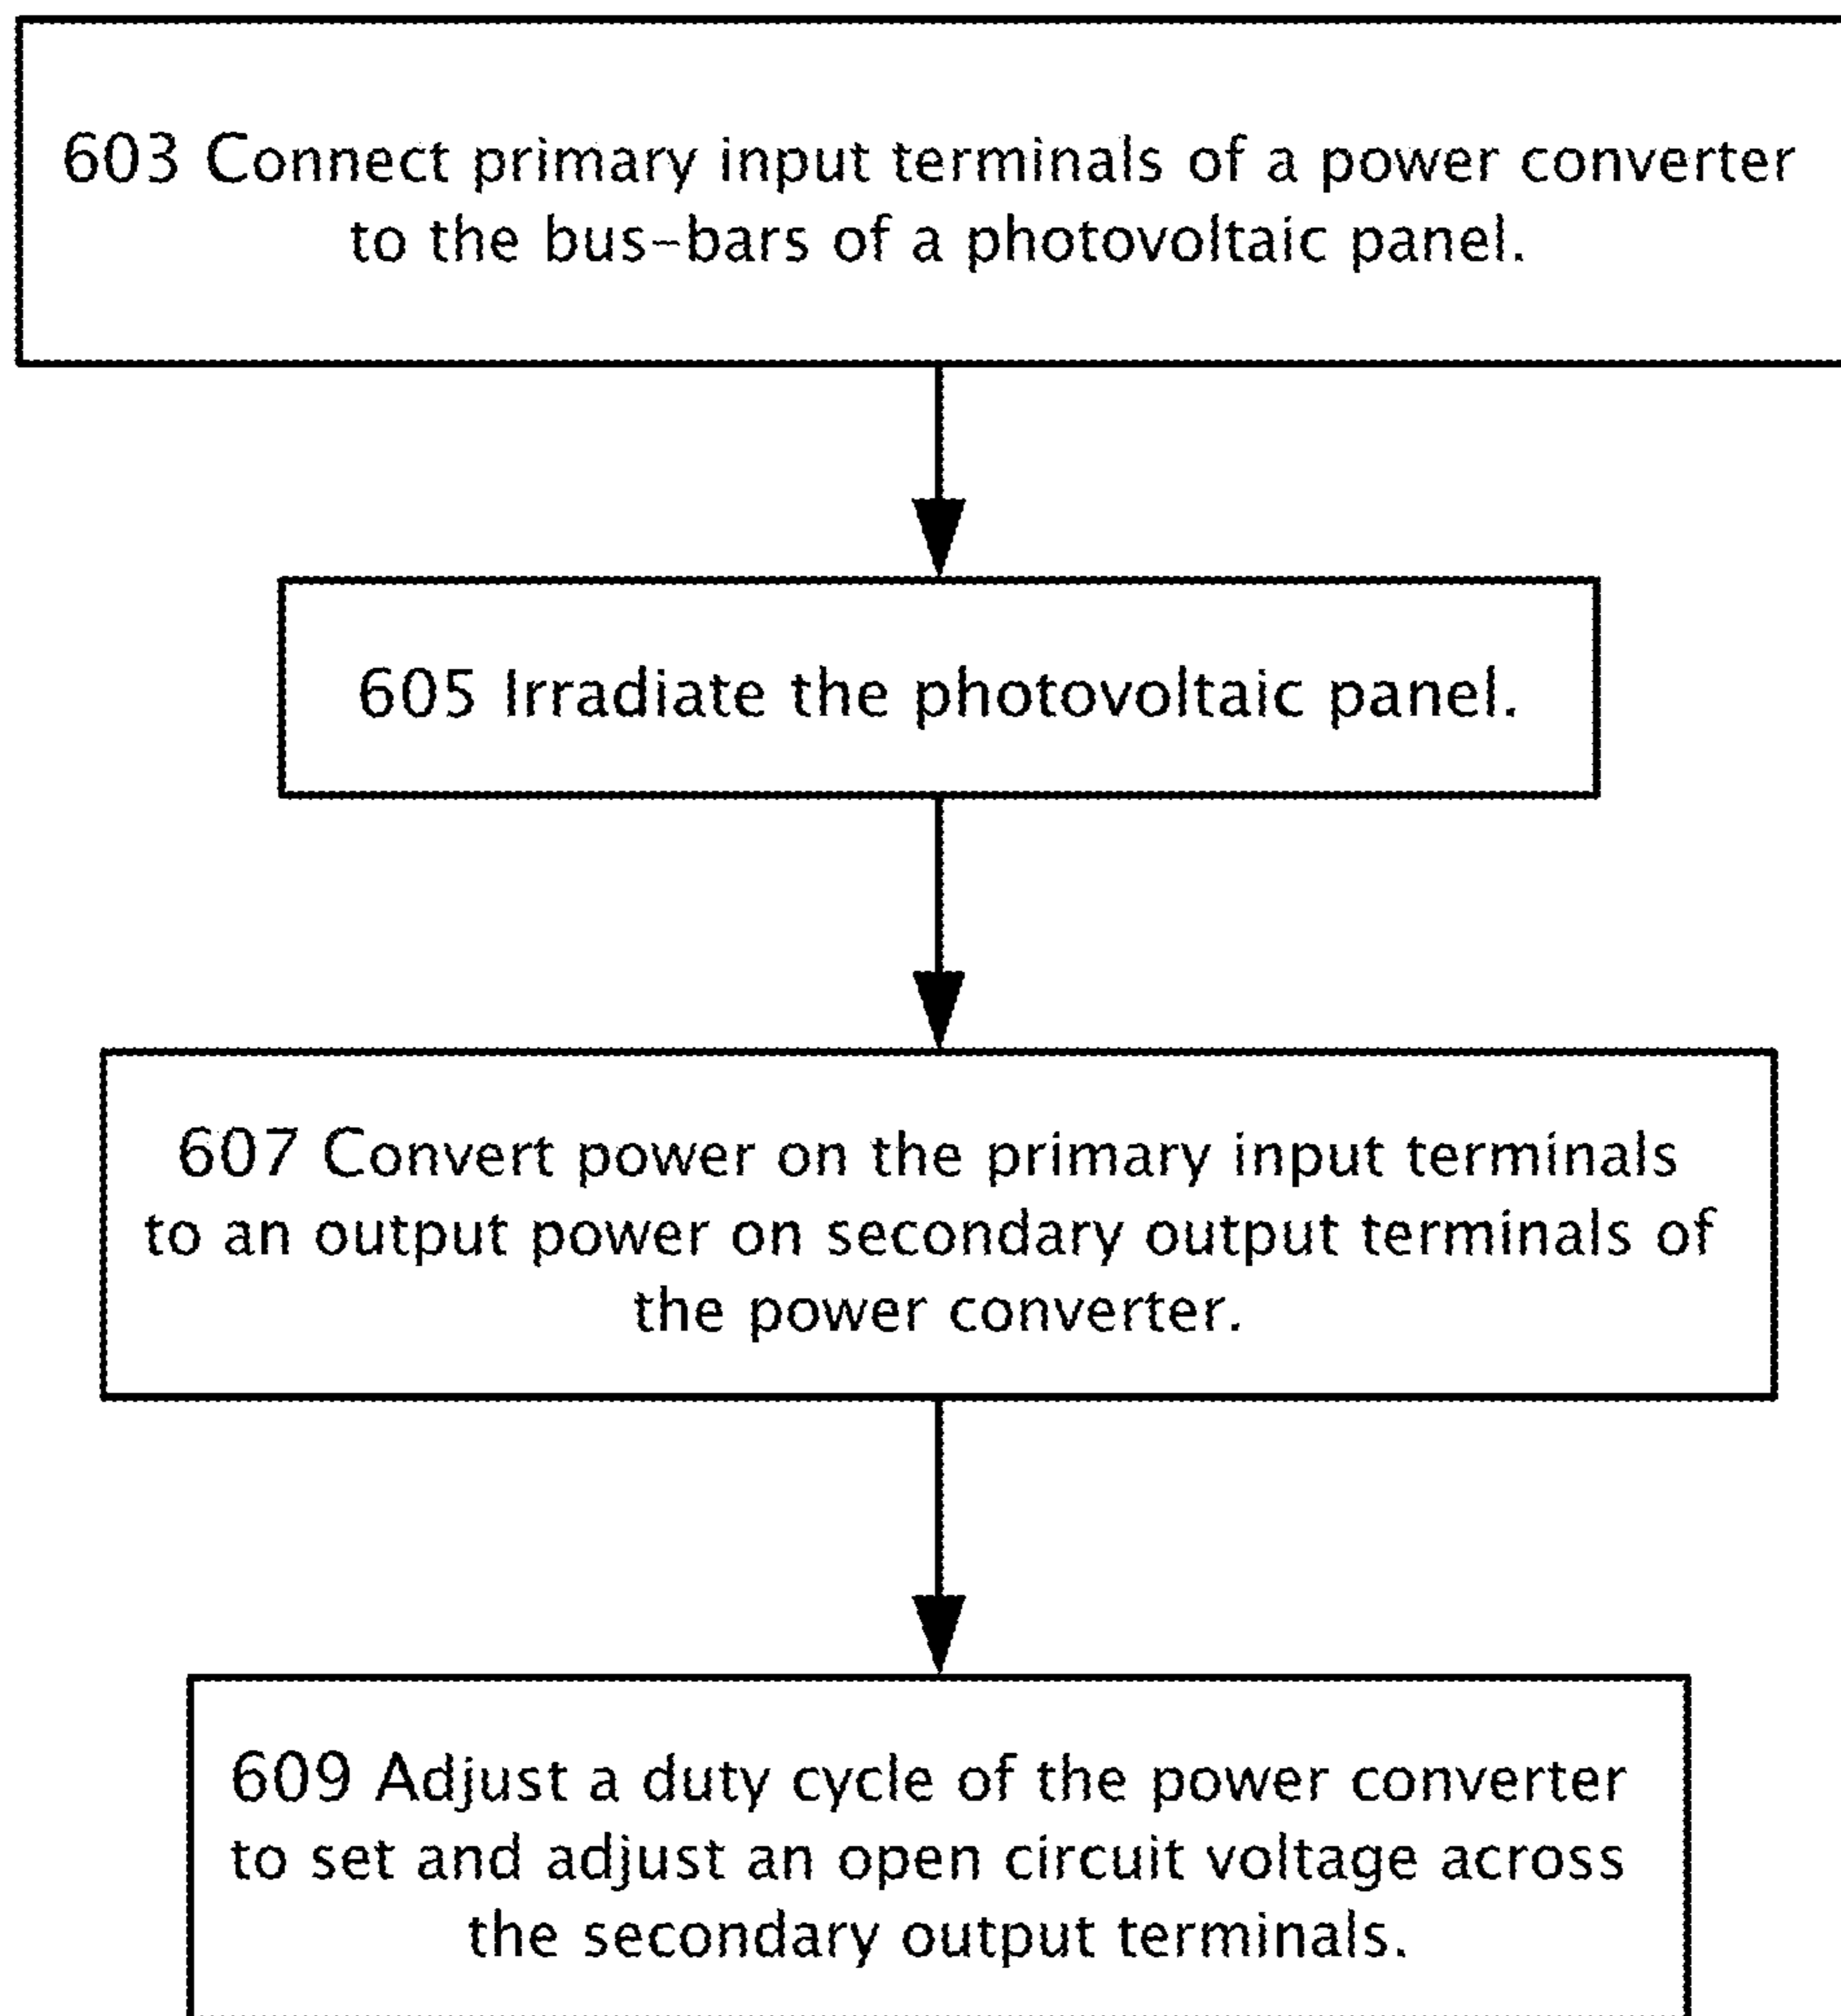 603 Connect primary input terminals of a power converter
to the bus-bars of a photovoltaic panel.
605 Irradiate the photovoltaic panel.
607 Convert power on the primary input terminals
to an output power on secondary output terminals of
the power converter.
609 Adjust a duty cycle of the power converter
to set and adjust an open circuit voltage across
the secondary output terminals.